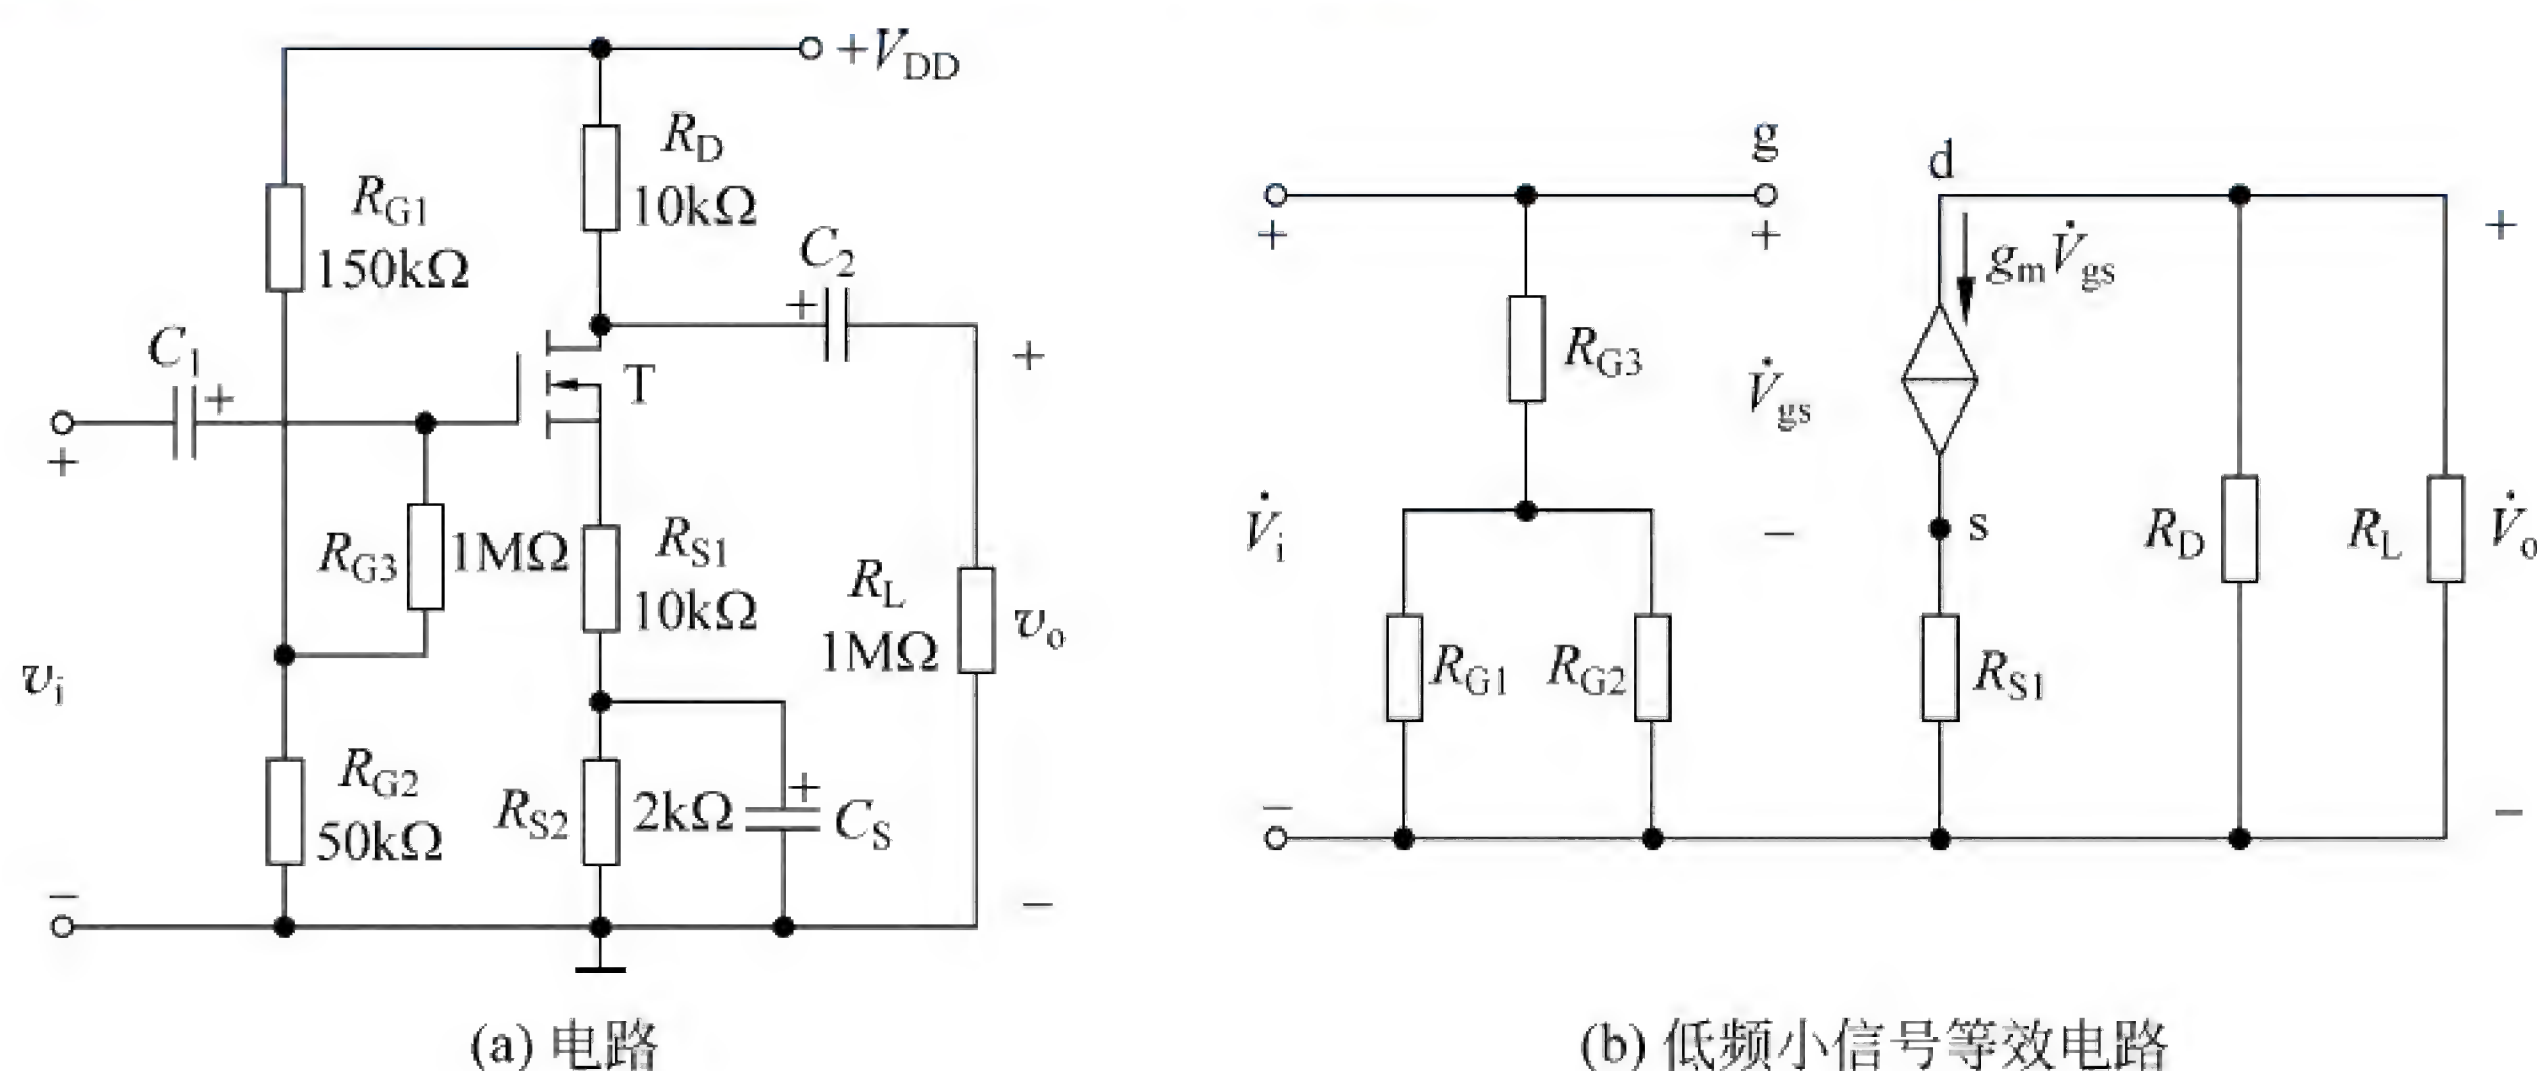 +V_DD
R_D
10kΩ
R_G1
150kΩ
C_2
+
+
C_1
+
T
+
R_G3
1MΩ
R_S1
10kΩ
R_L
1MΩ
v_o
v_i
R_G2
50kΩ
R_S2
2kΩ
+
C_S
−
−
(a) 电路
g
d
+
+
+
g_m V̇_gs
R_G3
V̇_gs
V̇_i
−
s
R_D
R_L
V̇_o
R_G1
R_G2
R_S1
−
−
(b) 低频小信号等效电路